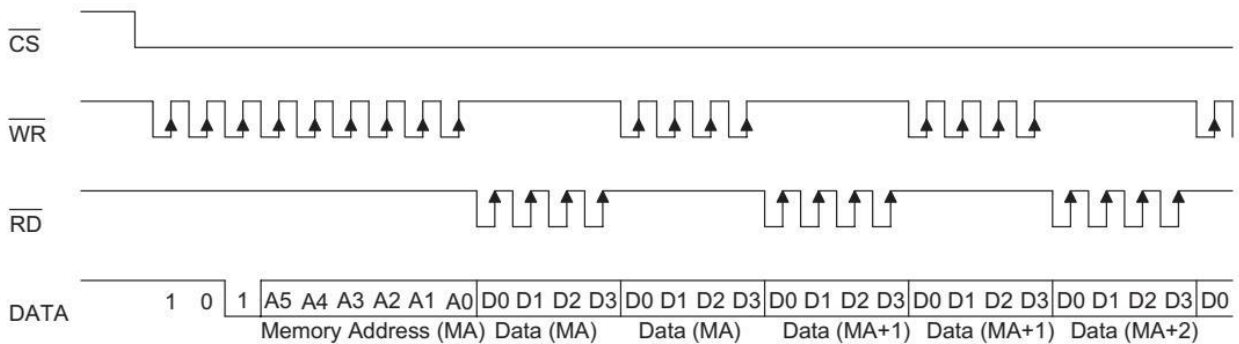 CS
WR
RD
DATA 1 0 1 A5 A4 A3 A2 A1 A0 D0 D1 D2 D3 D0 D1 D2 D3 D0 D1 D2 D3 D0 D1 D2 D3 D0 D1 D2 D3 D0
Memory Address (MA) Data (MA) Data (MA) Data (MA+1) Data (MA+1) Data (MA+2)